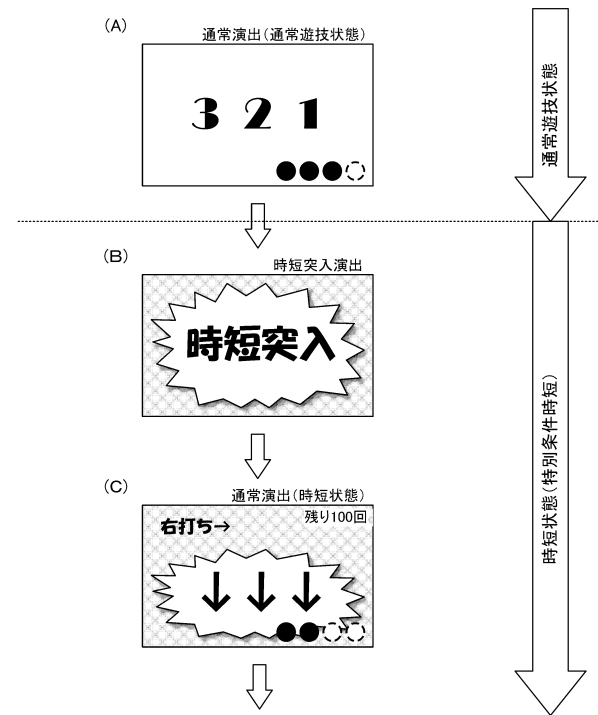 (A)
通常演出(通常遊技状態)
3 2 1
通常遊技状態
(B)
時短突入演出
時短突入
(C)
通常演出(時短状態)
残り100回
右打ち→
↓ ↓ ↓
時短状態(特別条件時短)